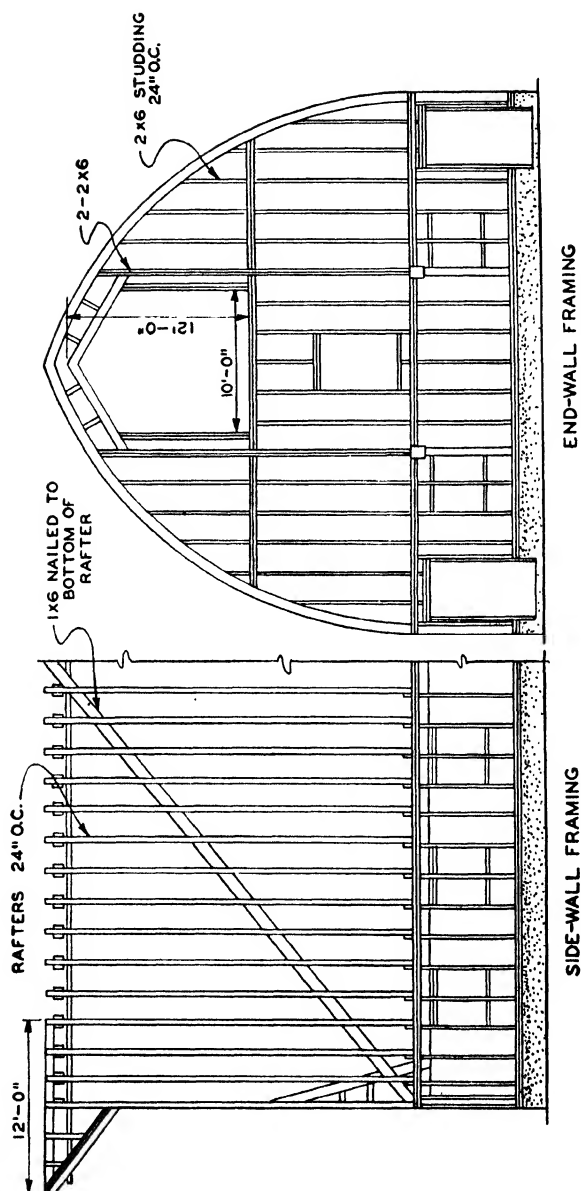 RAFTERS 24" O.C.
12'-0"
1X6 NAILED TO
BOTTOM OF
RAFTER
2-2X6
2X6 STUDDING
24" O.C.
12'-0"
10'-0"
SIDE-WALL FRAMING
END-WALL FRAMING